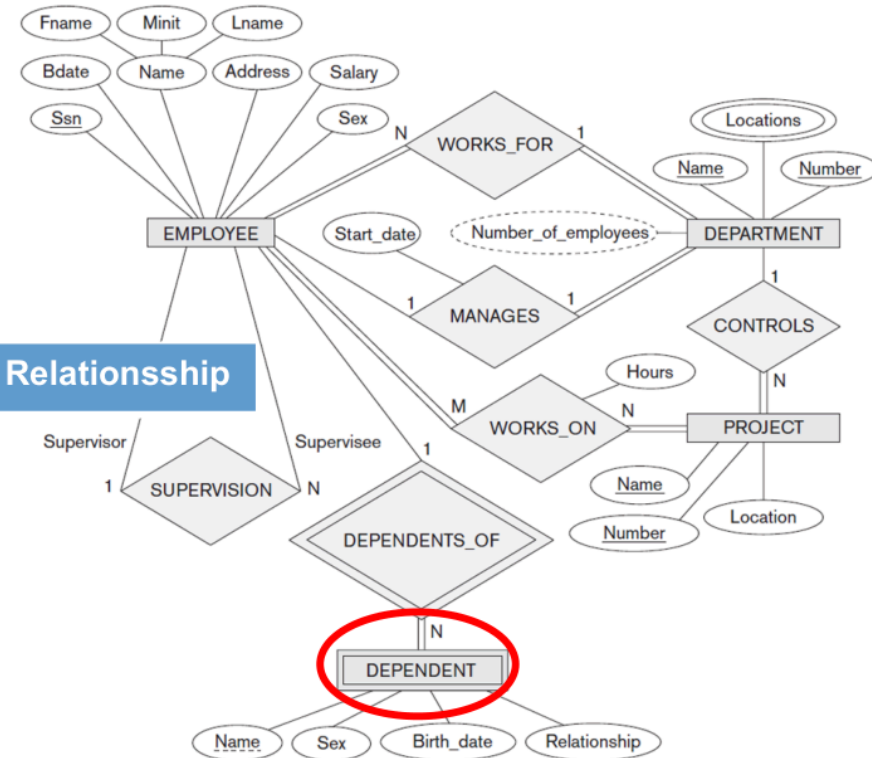 Fname Minit Lname
Bdate Name Address Salary
Ssn Sex
N WORKS_FOR 1
Locations
Name Number
EMPLOYEE
Start_date Number_of_employees
DEPARTMENT
1 MANAGES 1
1
CONTROLS
N
Relationsship
Hours
M WORKS_ON N
PROJECT
Supervisor Supervisee
1 SUPERVISION N
1
Name
Number
Location
DEPENDENTS_OF
N
DEPENDENT
Name Sex Birth_date Relationship